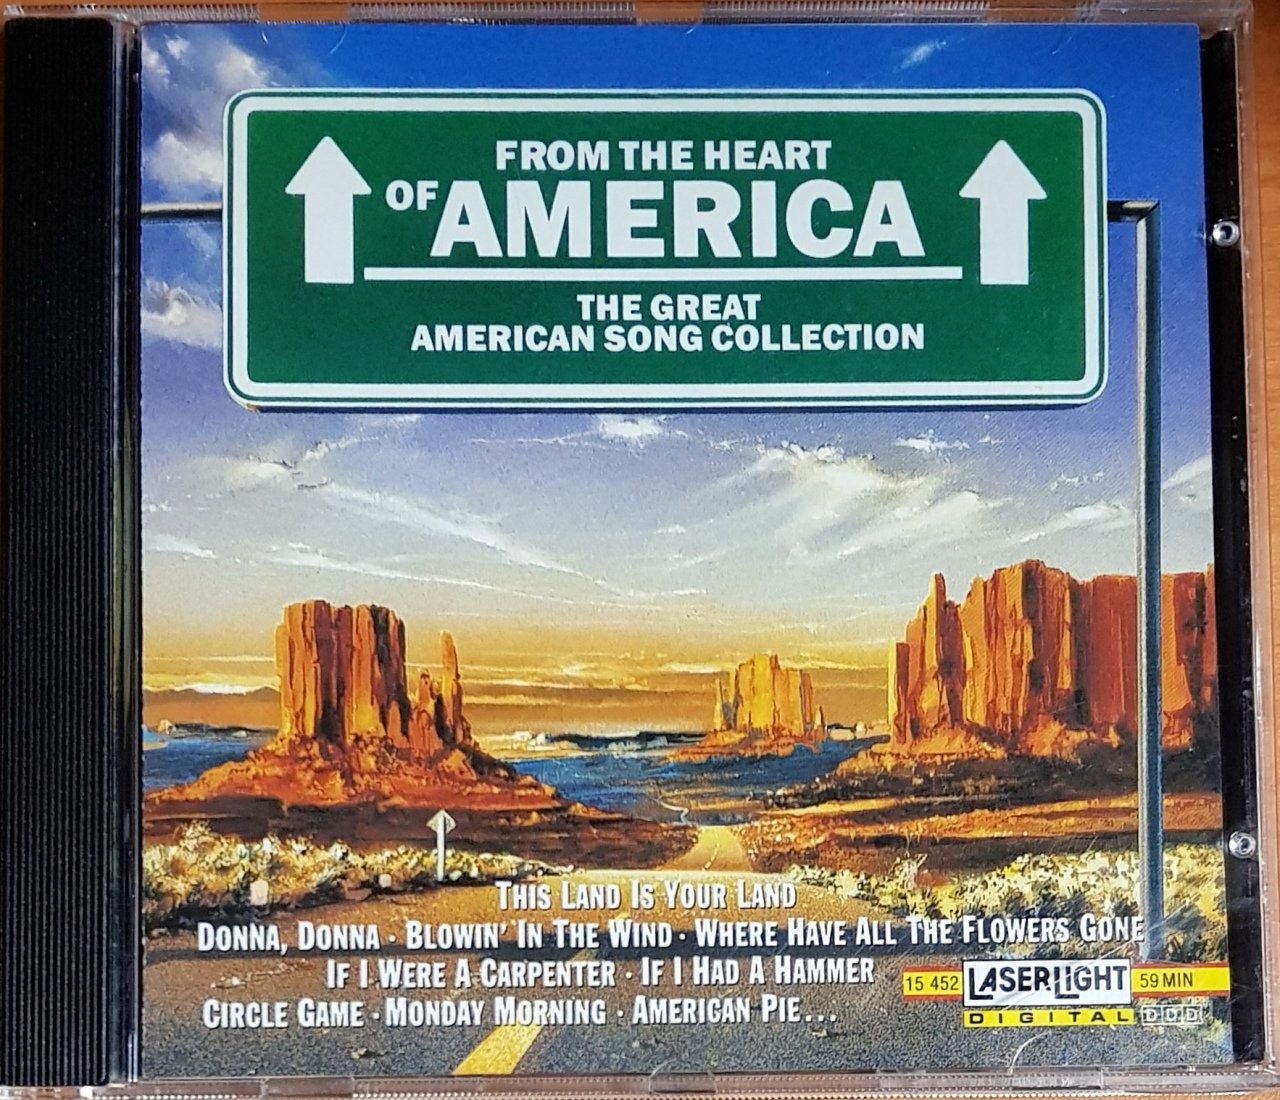 FROM THE HEART
OF AMERICA
THE GREAT
AMERICAN SONG COLLECTION
THIS LAND IS YOUR LAND
DONNA, DONNA · BLOWIN' IN THE WIND · WHERE HAVE ALL THE FLOWERS GONE
IF I WERE A CARPENTER · IF I HAD A HAMMER
CIRCLE GAME · MONDAY MORNING · AMERICAN PIE...
15 452 LASERLIGHT 59 MIN
DIGITAL DDD